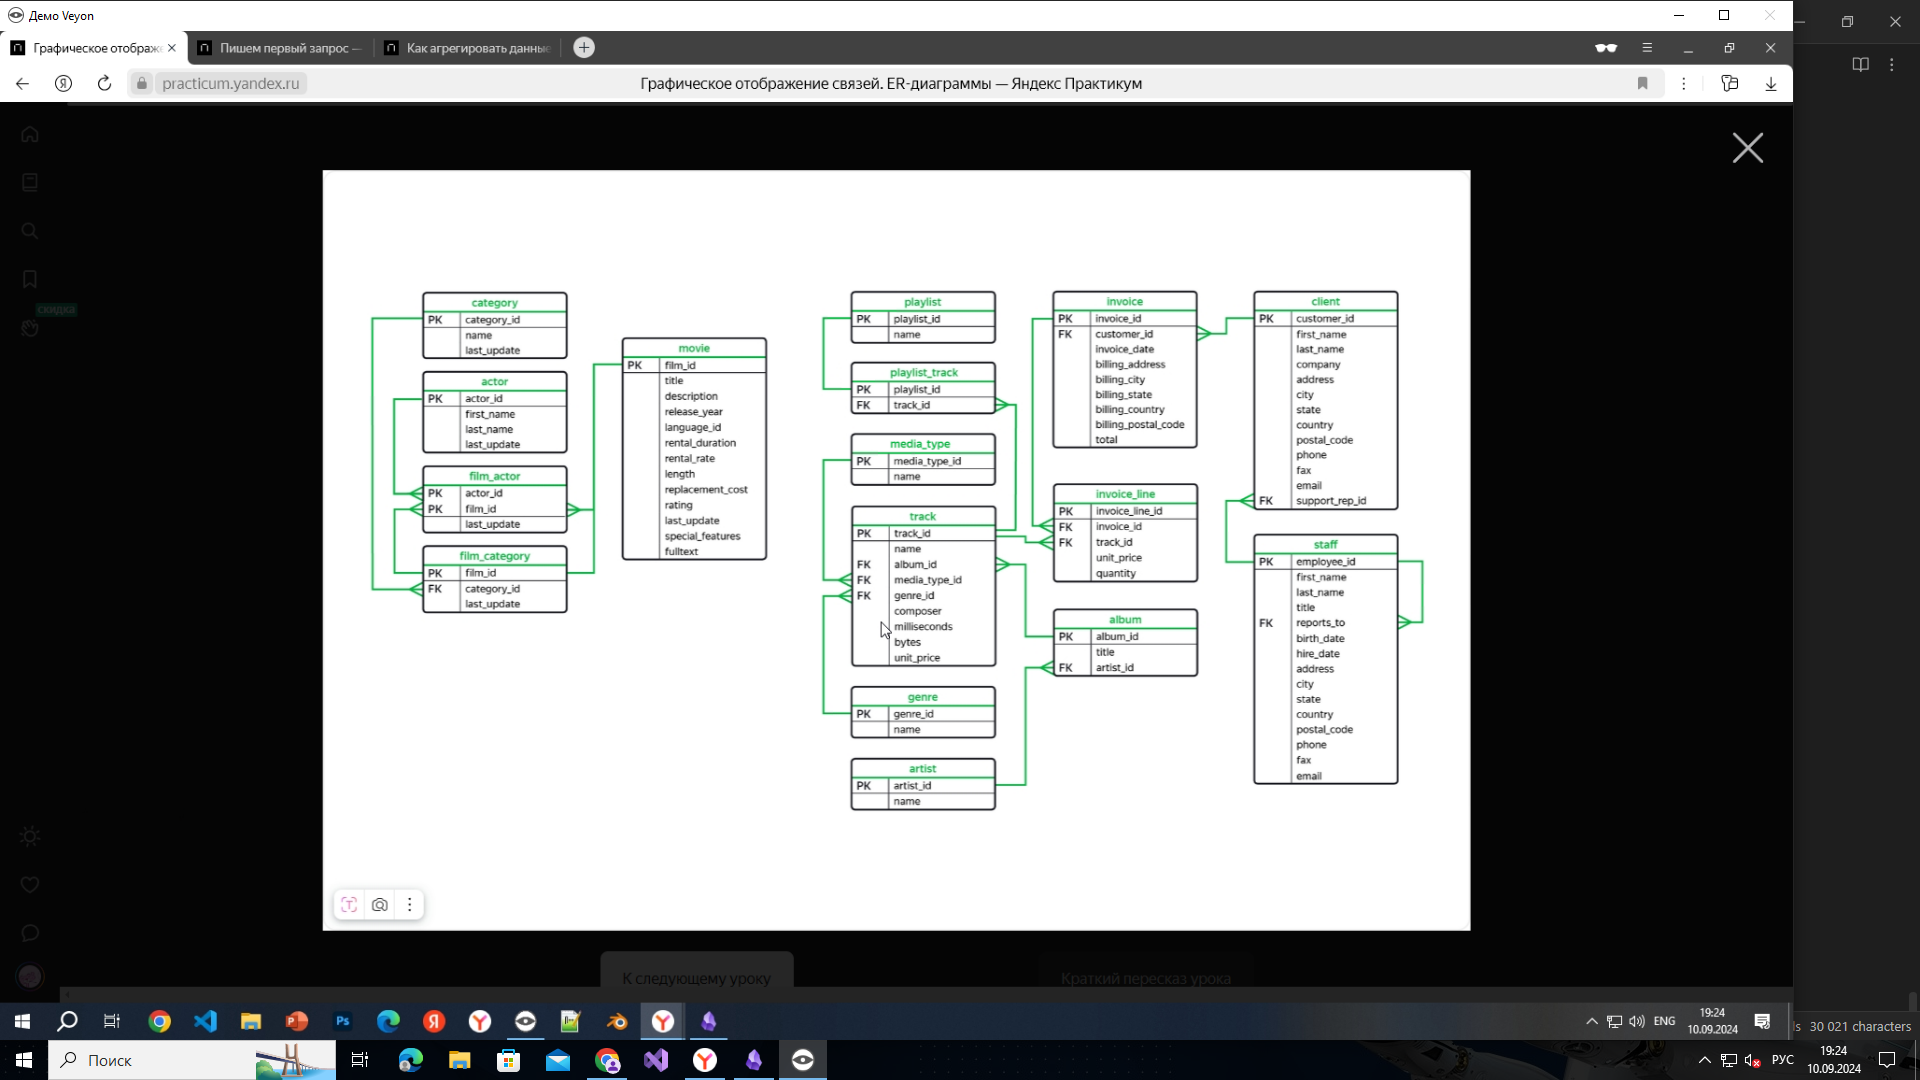 Демо Veyon
Графическое отображ
Пишем первый запрос —
Как агрегировать данные
practicum.yandex.ru
Графическое отображение связей. ER-диаграммы — Яндекс Практикум
скидка
category
PK category_id
name
last_update
actor
PK actor_id
first_name
last_name
last_update
film_actor
PK actor_id
PK film_id
last_update
film_category
PK film_id
FK category_id
last_update
movie
PK film_id
title
description
release_year
language_id
rental_duration
rental_rate
length
replacement_cost
rating
last_update
special_features
fulltext
playlist
PK playlist_id
name
playlist_track
PK playlist_id
FK track_id
media_type
PK media_type_id
name
track
PK track_id
name
FK album_id
FK media_type_id
FK genre_id
composer
milliseconds
bytes
unit_price
genre
PK genre_id
name
artist
PK artist_id
name
invoice
PK invoice_id
FK customer_id
invoice_date
billing_address
billing_city
billing_state
billing_country
billing_postal_code
total
invoice_line
PK invoice_line_id
FK invoice_id
FK track_id
unit_price
quantity
album
PK album_id
title
FK artist_id
client
PK customer_id
first_name
last_name
company
address
city
state
country
postal_code
phone
fax
email
FK support_rep_id
staff
PK employee_id
first_name
last_name
title
FK reports_to
birth_date
hire_date
address
city
state
country
postal_code
phone
fax
email
К следующему уроку
Краткий пересказ урока
ENG
19:24
10.09.2024
ls 30 021 characters
Поиск
РУС
19:24
10.09.2024